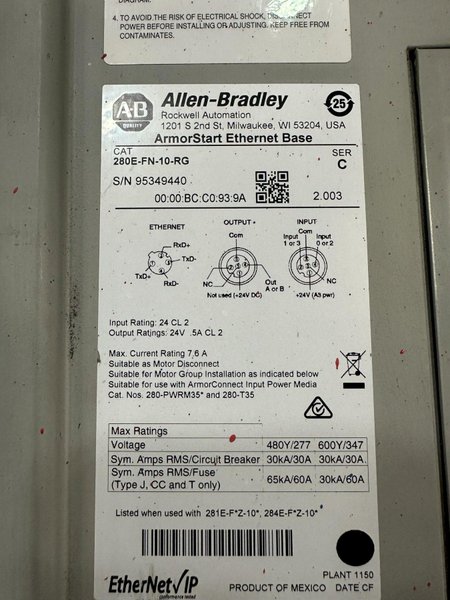 DIAGRAM.
4. TO AVOID THE RISK OF ELECTRICAL SHOCK, DISCONNECT
POWER BEFORE INSTALLING OR ADJUSTING. KEEP FREE FROM
CONTAMINATES.
A-B
QUALITY
Allen-Bradley
Rockwell Automation
1201 S 2nd St, Milwaukee, WI 53204, USA
25
ArmorStart Ethernet Base
CAT
280E-FN-10-RG
SER
C
S/N 95349440
00:00:BC:C0:93:9A
2.003
ETHERNET
RxD+
TxD-
TxD+
RxD-
OUTPUT
Com
NC
Out
A or B
Not used (+24V DC)
INPUT
Com
Input
1 or 3
Input
0 or 2
NC
+24V (A3 pwr)
Input Rating: 24 CL 2
Output Ratings: 24V .5A CL 2
Max. Current Rating 7,6 A
Suitable as Motor Disconnect
Suitable for Motor Group Installation as indicated below
Suitable for use with ArmorConnect Input Power Media
Cat. Nos. 280-PWRM35* and 280-T35
Max Ratings
Voltage 480Y/277 600Y/347
Sym. Amps RMS/Circuit Breaker 30kA/30A 30kA/30A
Sym. Amps RMS/Fuse
(Type J, CC and T only) 65kA/60A 30kA/60A
Listed when used with 281E-F*Z-10*, 284E-F*Z-10*
EtherNet/IP
conformance tested
PLANT 1150
PRODUCT OF MEXICO DATE CF